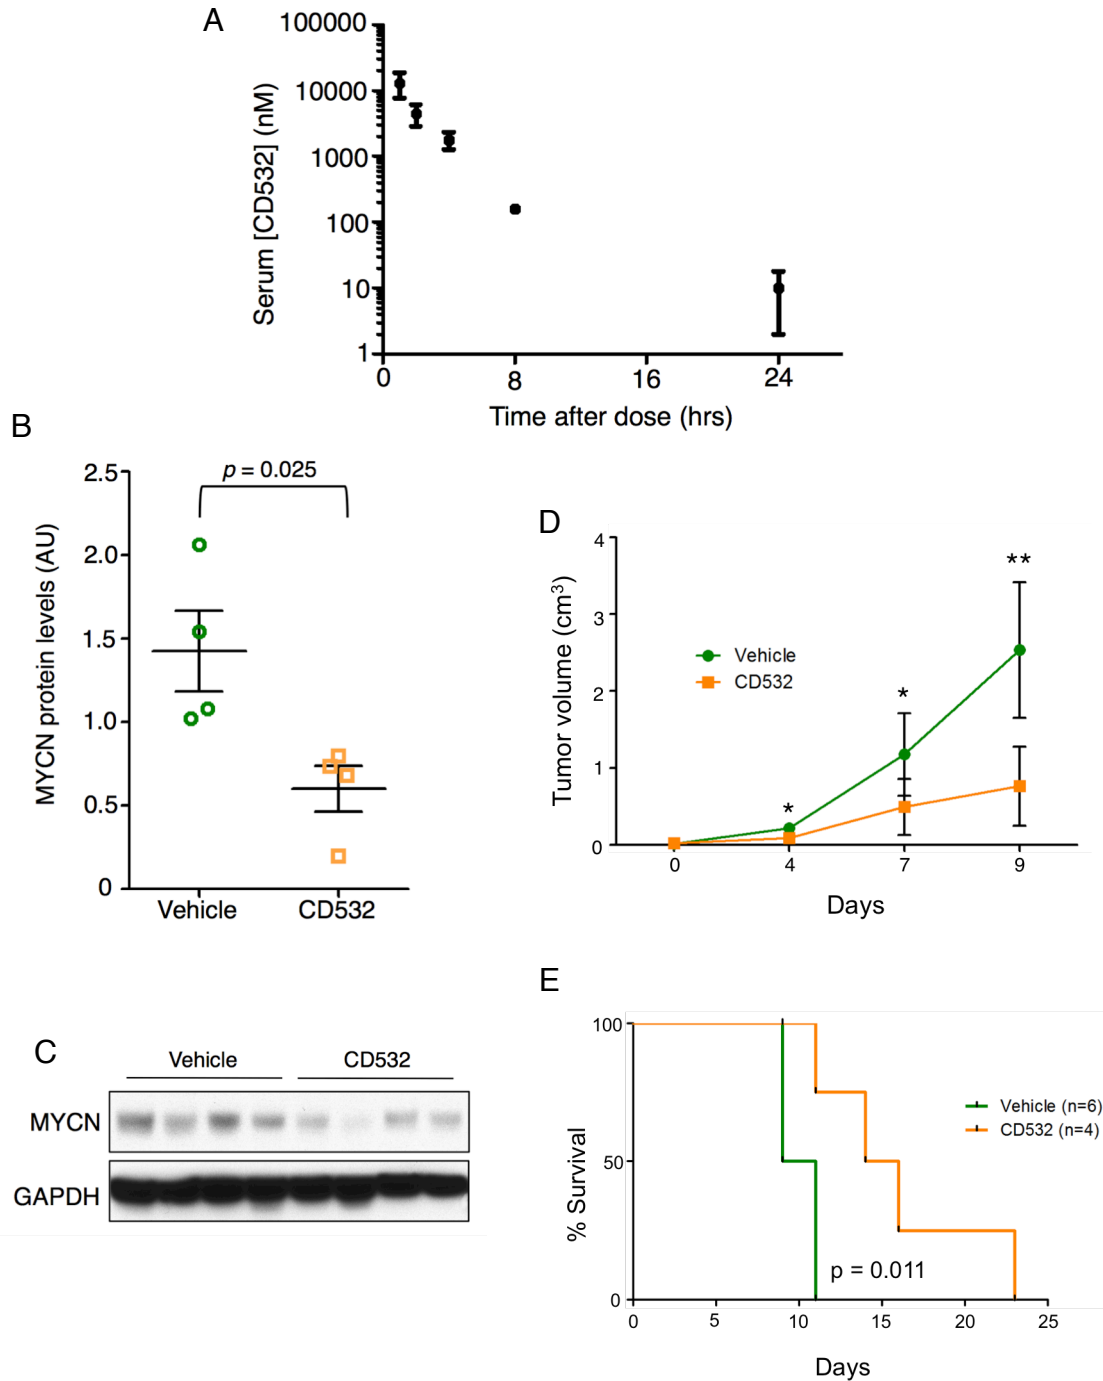 A
100000
10000
1000
100
10
1
Serum [CD532] (nM)
0 8 16 24
Time after dose (hrs)
B
p = 0.025
2.5
2.0
1.5
1.0
0.5
0
MYCN protein levels (AU)
Vehicle CD532
C
Vehicle CD532
MYCN
GAPDH
D
4
3
2
1
0
Tumor volume (cm³)
Vehicle
CD532
*
*
**
0 4 7 9
Days
E
100
50
0
% Survival
Vehicle (n=6)
CD532 (n=4)
p = 0.011
0 5 10 15 20 25
Days